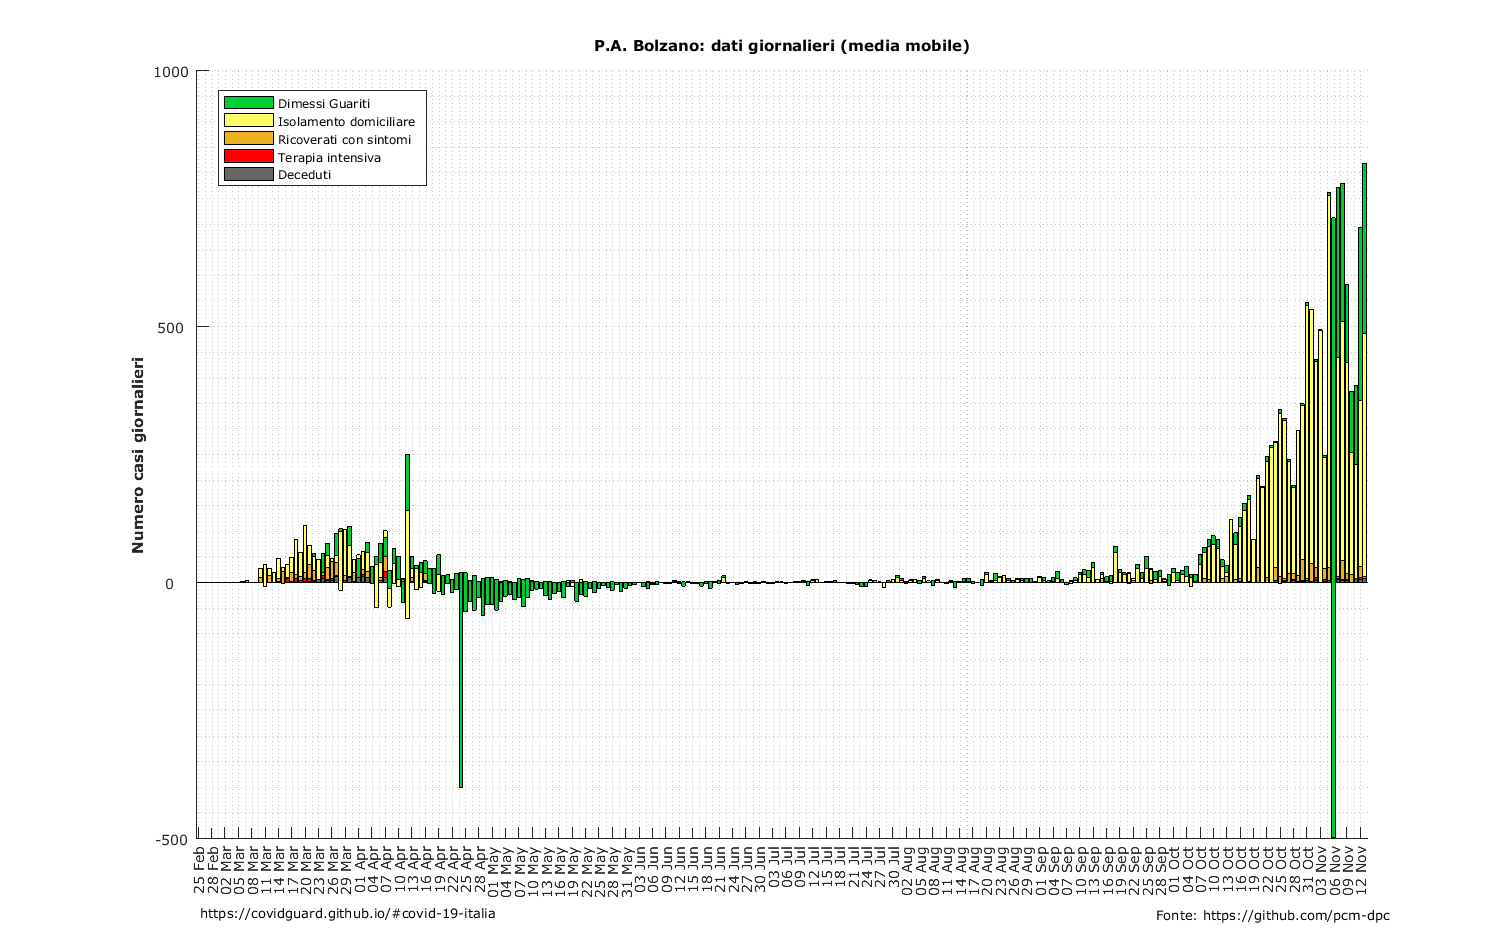 P.A. Bolzano: dati giornalieri (media mobile)
1000
Dimessi Guariti
Isolamento domiciliare
Ricoverati con sintomi
Terapia intensiva
Deceduti
500
Numero casi giornalieri
0
-500
25 Feb
28 Feb
02 Mar
05 Mar
08 Mar
11 Mar
14 Mar
17 Mar
20 Mar
23 Mar
26 Mar
29 Mar
01 Apr
04 Apr
07 Apr
10 Apr
13 Apr
16 Apr
19 Apr
22 Apr
25 Apr
28 Apr
01 May
04 May
07 May
10 May
13 May
16 May
19 May
22 May
25 May
28 May
31 May
03 Jun
06 Jun
09 Jun
12 Jun
15 Jun
18 Jun
21 Jun
24 Jun
27 Jun
30 Jun
03 Jul
06 Jul
09 Jul
12 Jul
15 Jul
18 Jul
21 Jul
24 Jul
27 Jul
30 Jul
02 Aug
05 Aug
08 Aug
11 Aug
14 Aug
17 Aug
20 Aug
23 Aug
26 Aug
29 Aug
01 Sep
04 Sep
07 Sep
10 Sep
13 Sep
16 Sep
19 Sep
22 Sep
25 Sep
28 Sep
01 Oct
04 Oct
07 Oct
10 Oct
13 Oct
16 Oct
19 Oct
22 Oct
25 Oct
28 Oct
31 Oct
03 Nov
06 Nov
09 Nov
12 Nov
https://covidguard.github.io/#covid-19-italia
Fonte: https://github.com/pcm-dpc